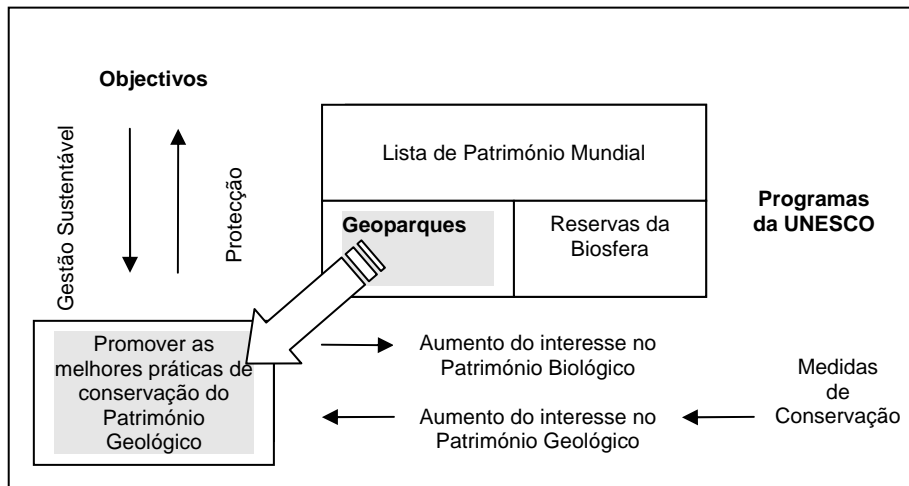 Objectivos
Gestão Sustentável
Protecção
Lista de Património Mundial
Geoparques
Reservas da
Biosfera
Programas
da UNESCO
Promover as
melhores práticas de
conservação do
Património
Geológico
Aumento do interesse no
Património Biológico
Aumento do interesse no
Património Geológico
Medidas
de
Conservação